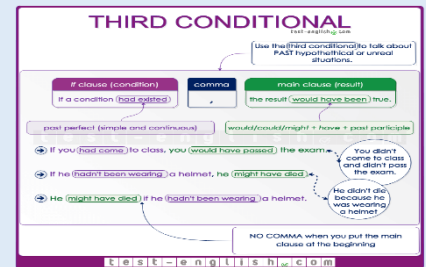 THIRD CONDITIONAL
test-english.com
Use the third conditional to talk about
PAST hypothetical or unreal
situations.
if clause (condition)
comma
main clause (result)
If a condition had existed
,
the result would have been true.
past perfect (simple and continuous)
would/could/might + have + past participle
If you had come to class, you would have passed the exam.
You didn't
come to class
and didn't pass
the exam.
If he hadn't been wearing a helmet, he might have died.
He didn't die
because he
was wearing
a helmet
He might have died if he hadn't been wearing a helmet.
NO COMMA when you put the main
clause at the beginning
test-english.com